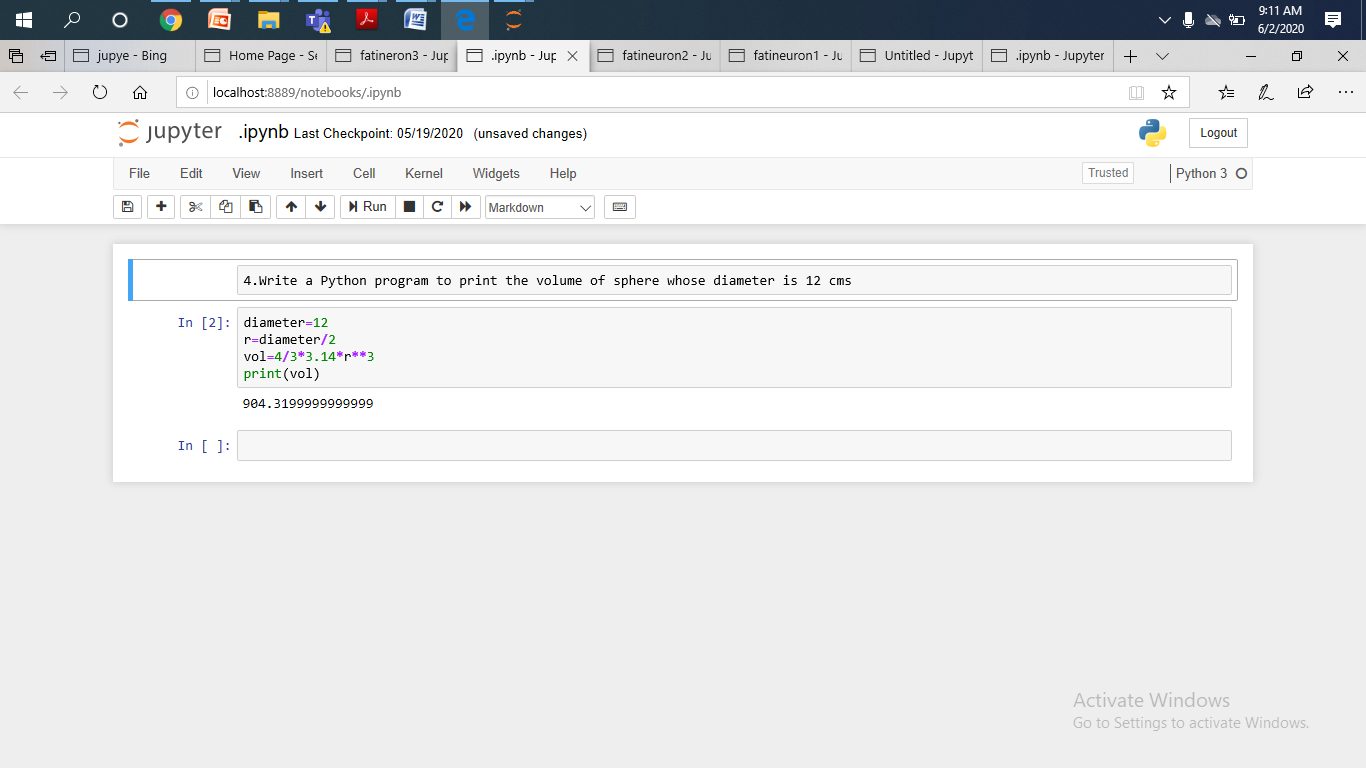 9:11 AM
6/2/2020
jupye - Bing
Home Page - Se
fatineron3 - Jup
.ipynb - Jup
fatineuron2 - Ju
fatineuron1 - Ju
Untitled - Jupyt
.ipynb - Jupyter
localhost:8889/notebooks/.ipynb
jupyter .ipynb Last Checkpoint: 05/19/2020 (unsaved changes)
Logout
File Edit View Insert Cell Kernel Widgets Help
Trusted
Python 3
Run
Markdown
4.Write a Python program to print the volume of sphere whose diameter is 12 cms
In [2]:
diameter=12
r=diameter/2
vol=4/3*3.14*r**3
print(vol)
904.3199999999999
In [ ]:
Activate Windows
Go to Settings to activate Windows.